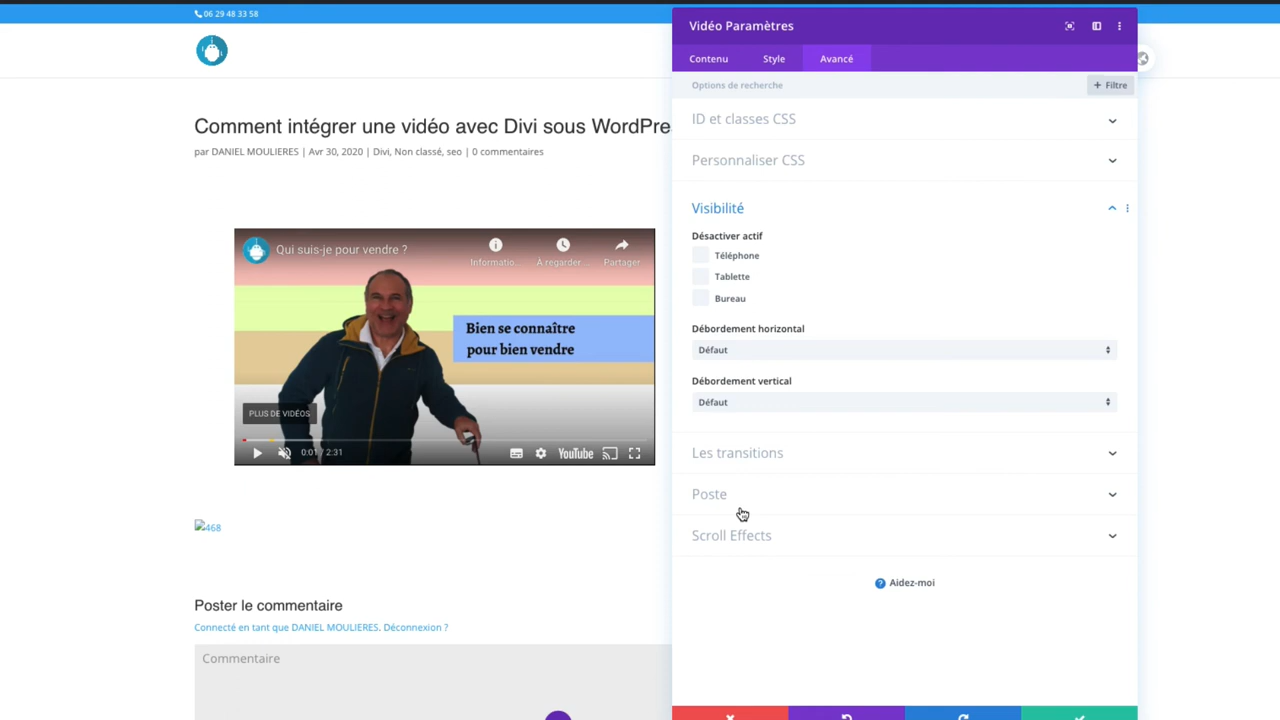 06 29 48 33 58
Comment intégrer une vidéo avec Divi sous WordPre
par DANIEL MOULIERES | Avr 30, 2020 | Divi, Non classé, seo | 0 commentaires
Qui suis-je pour vendre ?
Informatio...
À regarder ...
Partager
Bien se connaître
pour bien vendre
PLUS DE VIDÉOS
0:01 / 2:31
YouTube
468
Poster le commentaire
Connecté en tant que DANIEL MOULIERES. Déconnexion ?
Commentaire
Vidéo Paramètres
Contenu
Style
Avancé
Options de recherche
+ Filtre
ID et classes CSS
Personnaliser CSS
Visibilité
Désactiver actif
Téléphone
Tablette
Bureau
Débordement horizontal
Défaut
Débordement vertical
Défaut
Les transitions
Poste
Scroll Effects
? Aidez-moi